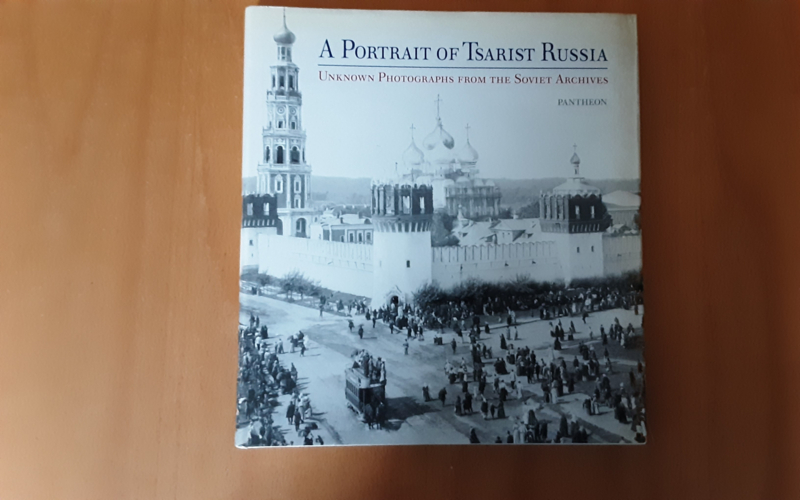 A Portrait of Tsarist Russia
Unknown Photographs from the Soviet Archives
PANTHEON